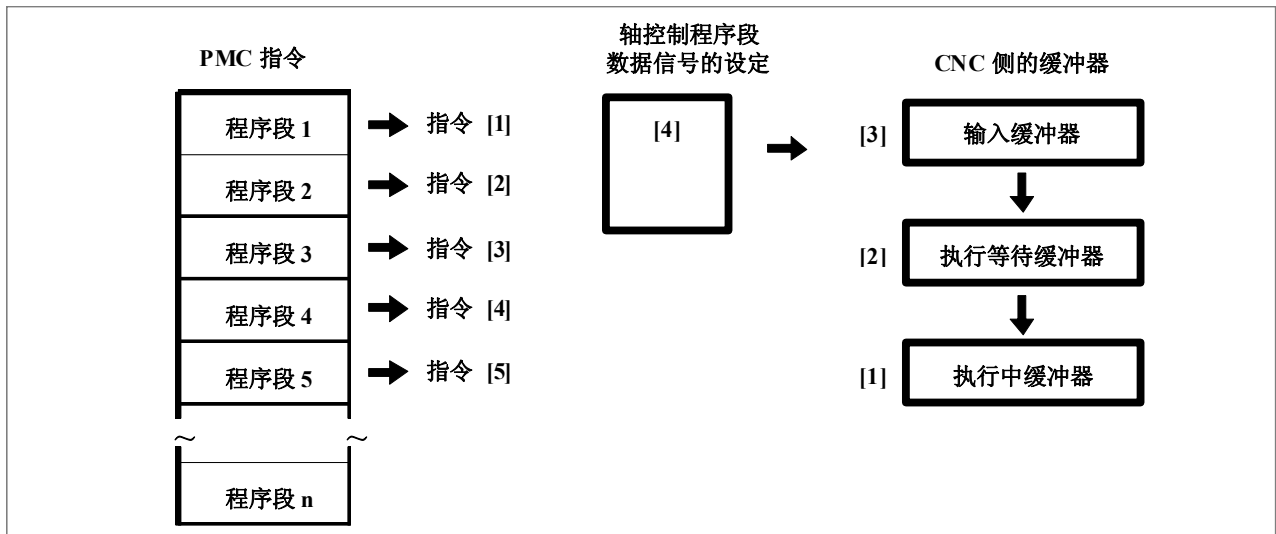 PMC 指令
程序段 1
指令 [1]
程序段 2
指令 [2]
程序段 3
指令 [3]
程序段 4
指令 [4]
程序段 5
指令 [5]
~ ~
程序段 n
轴控制程序段
数据信号的设定
[4]
CNC 侧的缓冲器
[3] 输入缓冲器
[2] 执行等待缓冲器
[1] 执行中缓冲器